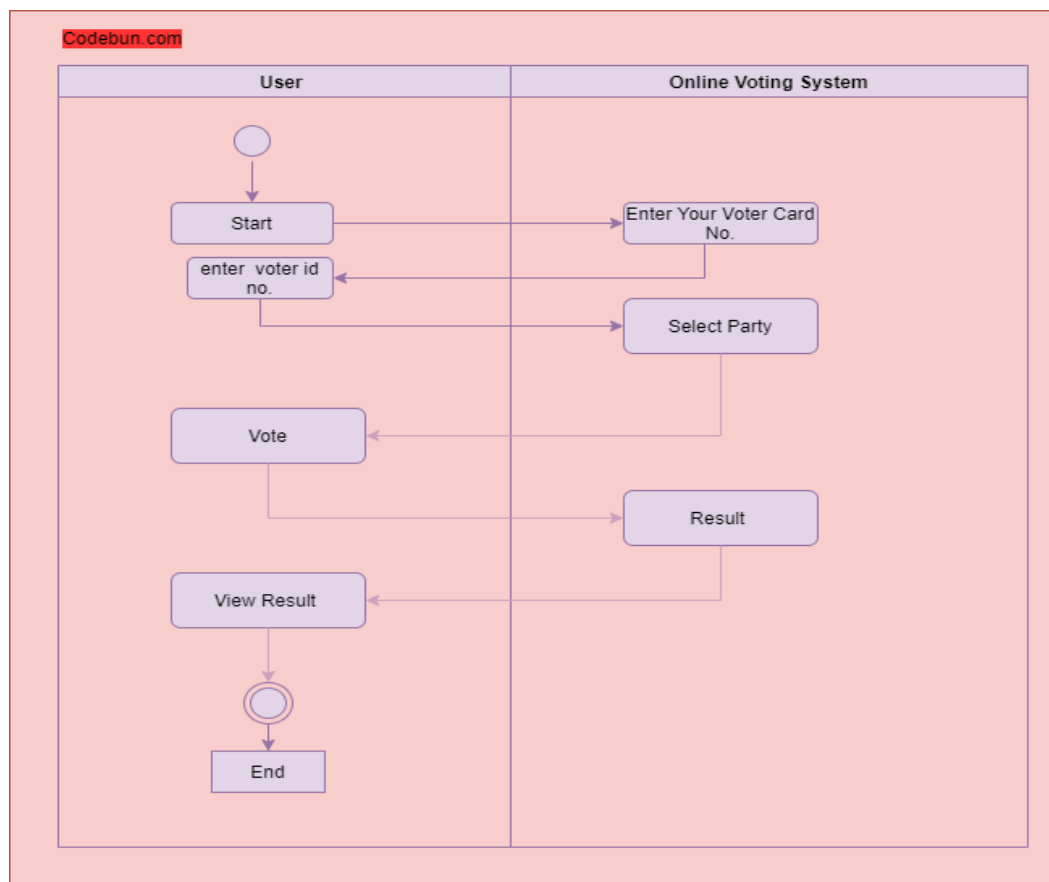 Codebun.com
User
Online Voting System
Start
Enter Your Voter Card
No.
enter voter id
no.
Select Party
Vote
Result
View Result
End